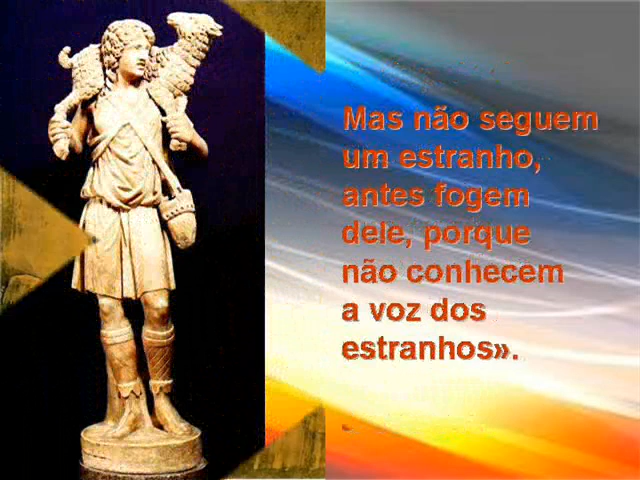 Mas não seguem
um estranho,
antes fogem
dele, porque
não conhecem
a voz dos
estranhos».
.